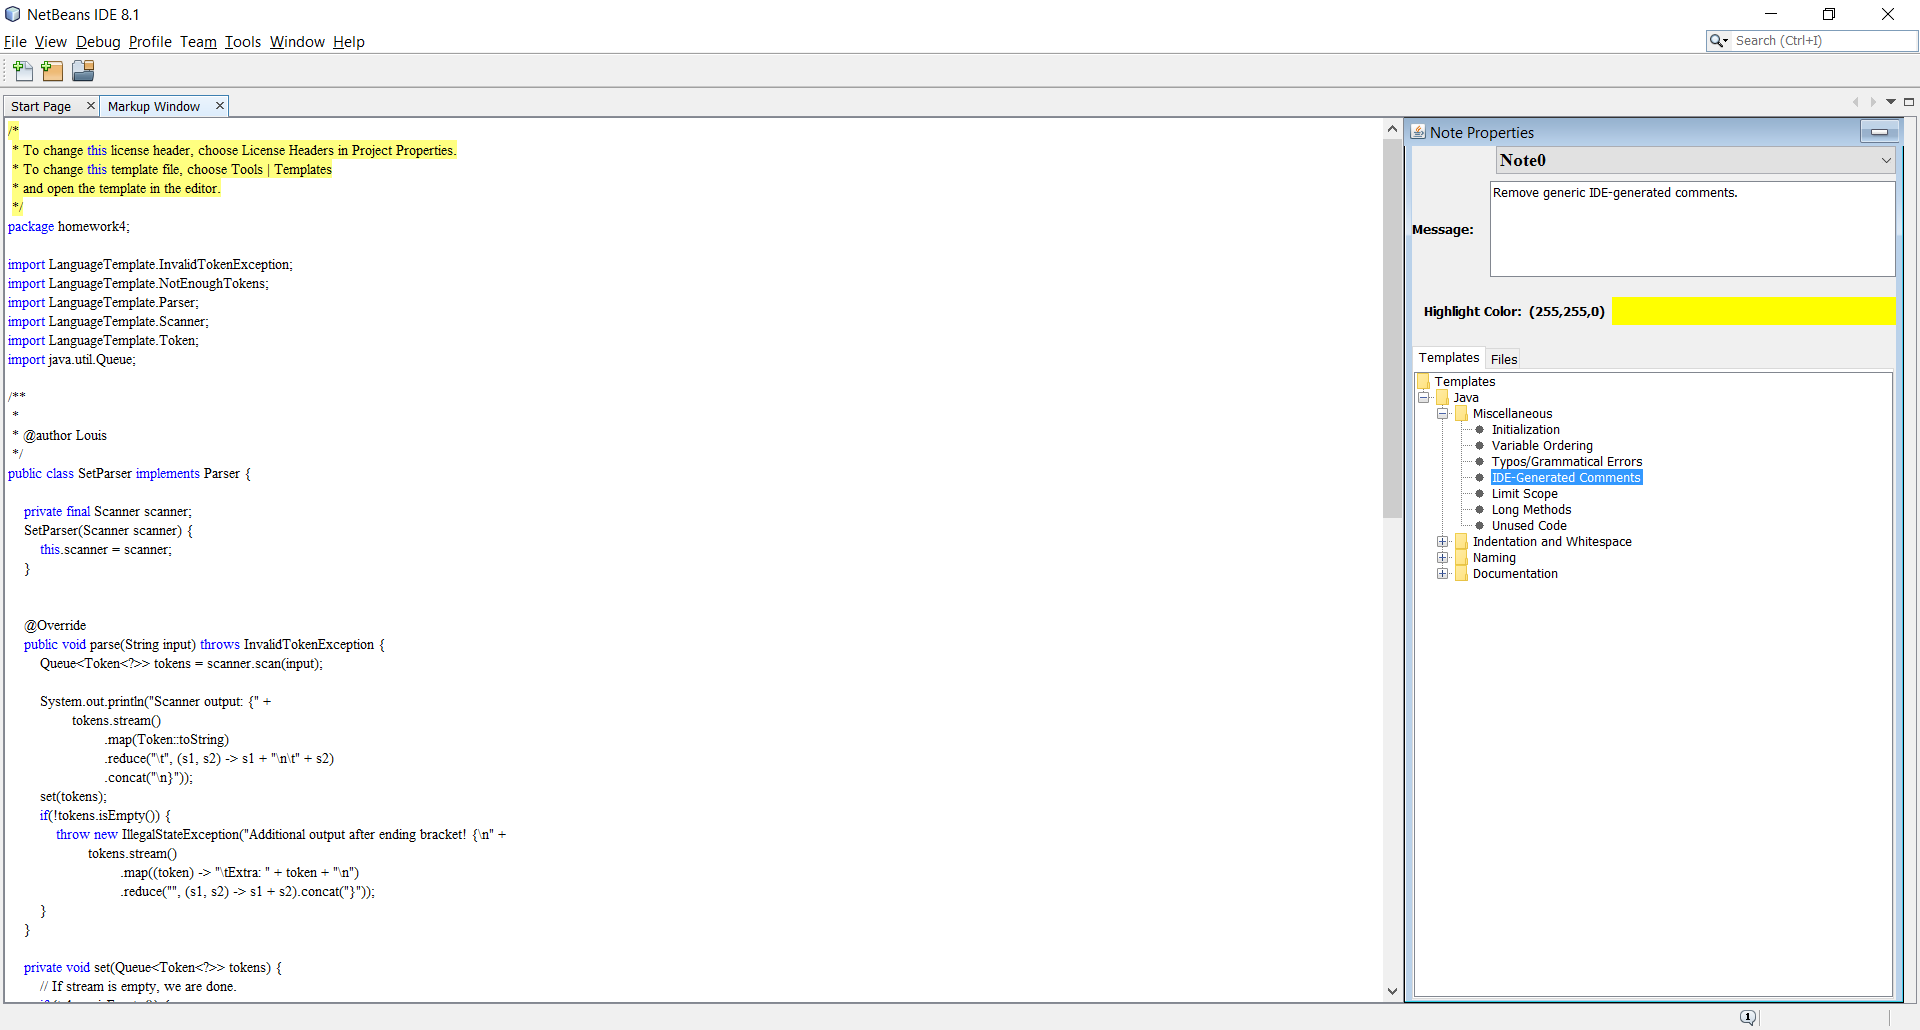 NetBeans IDE 8.1
File View Debug Profile Team Tools Window Help
Search (Ctrl+I)
Start Page
Markup Window
/*
* To change this license header, choose License Headers in Project Properties.
* To change this template file, choose Tools | Templates
* and open the template in the editor.
*/
package homework4;
import LanguageTemplate.InvalidTokenException;
import LanguageTemplate.NotEnoughTokens;
import LanguageTemplate.Parser;
import LanguageTemplate.Scanner;
import LanguageTemplate.Token;
import java.util.Queue;
/**
*
* @author Louis
*/
public class SetParser implements Parser {
private final Scanner scanner;
SetParser(Scanner scanner) {
this.scanner = scanner;
}
@Override
public void parse(String input) throws InvalidTokenException {
Queue<Token<?>> tokens = scanner.scan(input);
System.out.println("Scanner output: {" +
tokens.stream()
.map(Token::toString)
.reduce("\t", (s1, s2) -> s1 + "\n\t" + s2)
.concat("\n}"));
set(tokens);
if(!tokens.isEmpty()) {
throw new IllegalStateException("Additional output after ending bracket! {\n" +
tokens.stream()
.map((token) -> "\tExtra: " + token + "\n")
.reduce("", (s1, s2) -> s1 + s2).concat("}"));
}
}
private void set(Queue<Token<?>> tokens) {
// If stream is empty, we are done.
Note Properties
Note0
Message:
Remove generic IDE-generated comments.
Highlight Color: (255,255,0)
Templates
Files
Templates
Java
Miscellaneous
Initialization
Variable Ordering
Typos/Grammatical Errors
IDE-Generated Comments
Limit Scope
Long Methods
Unused Code
Indentation and Whitespace
Naming
Documentation
1